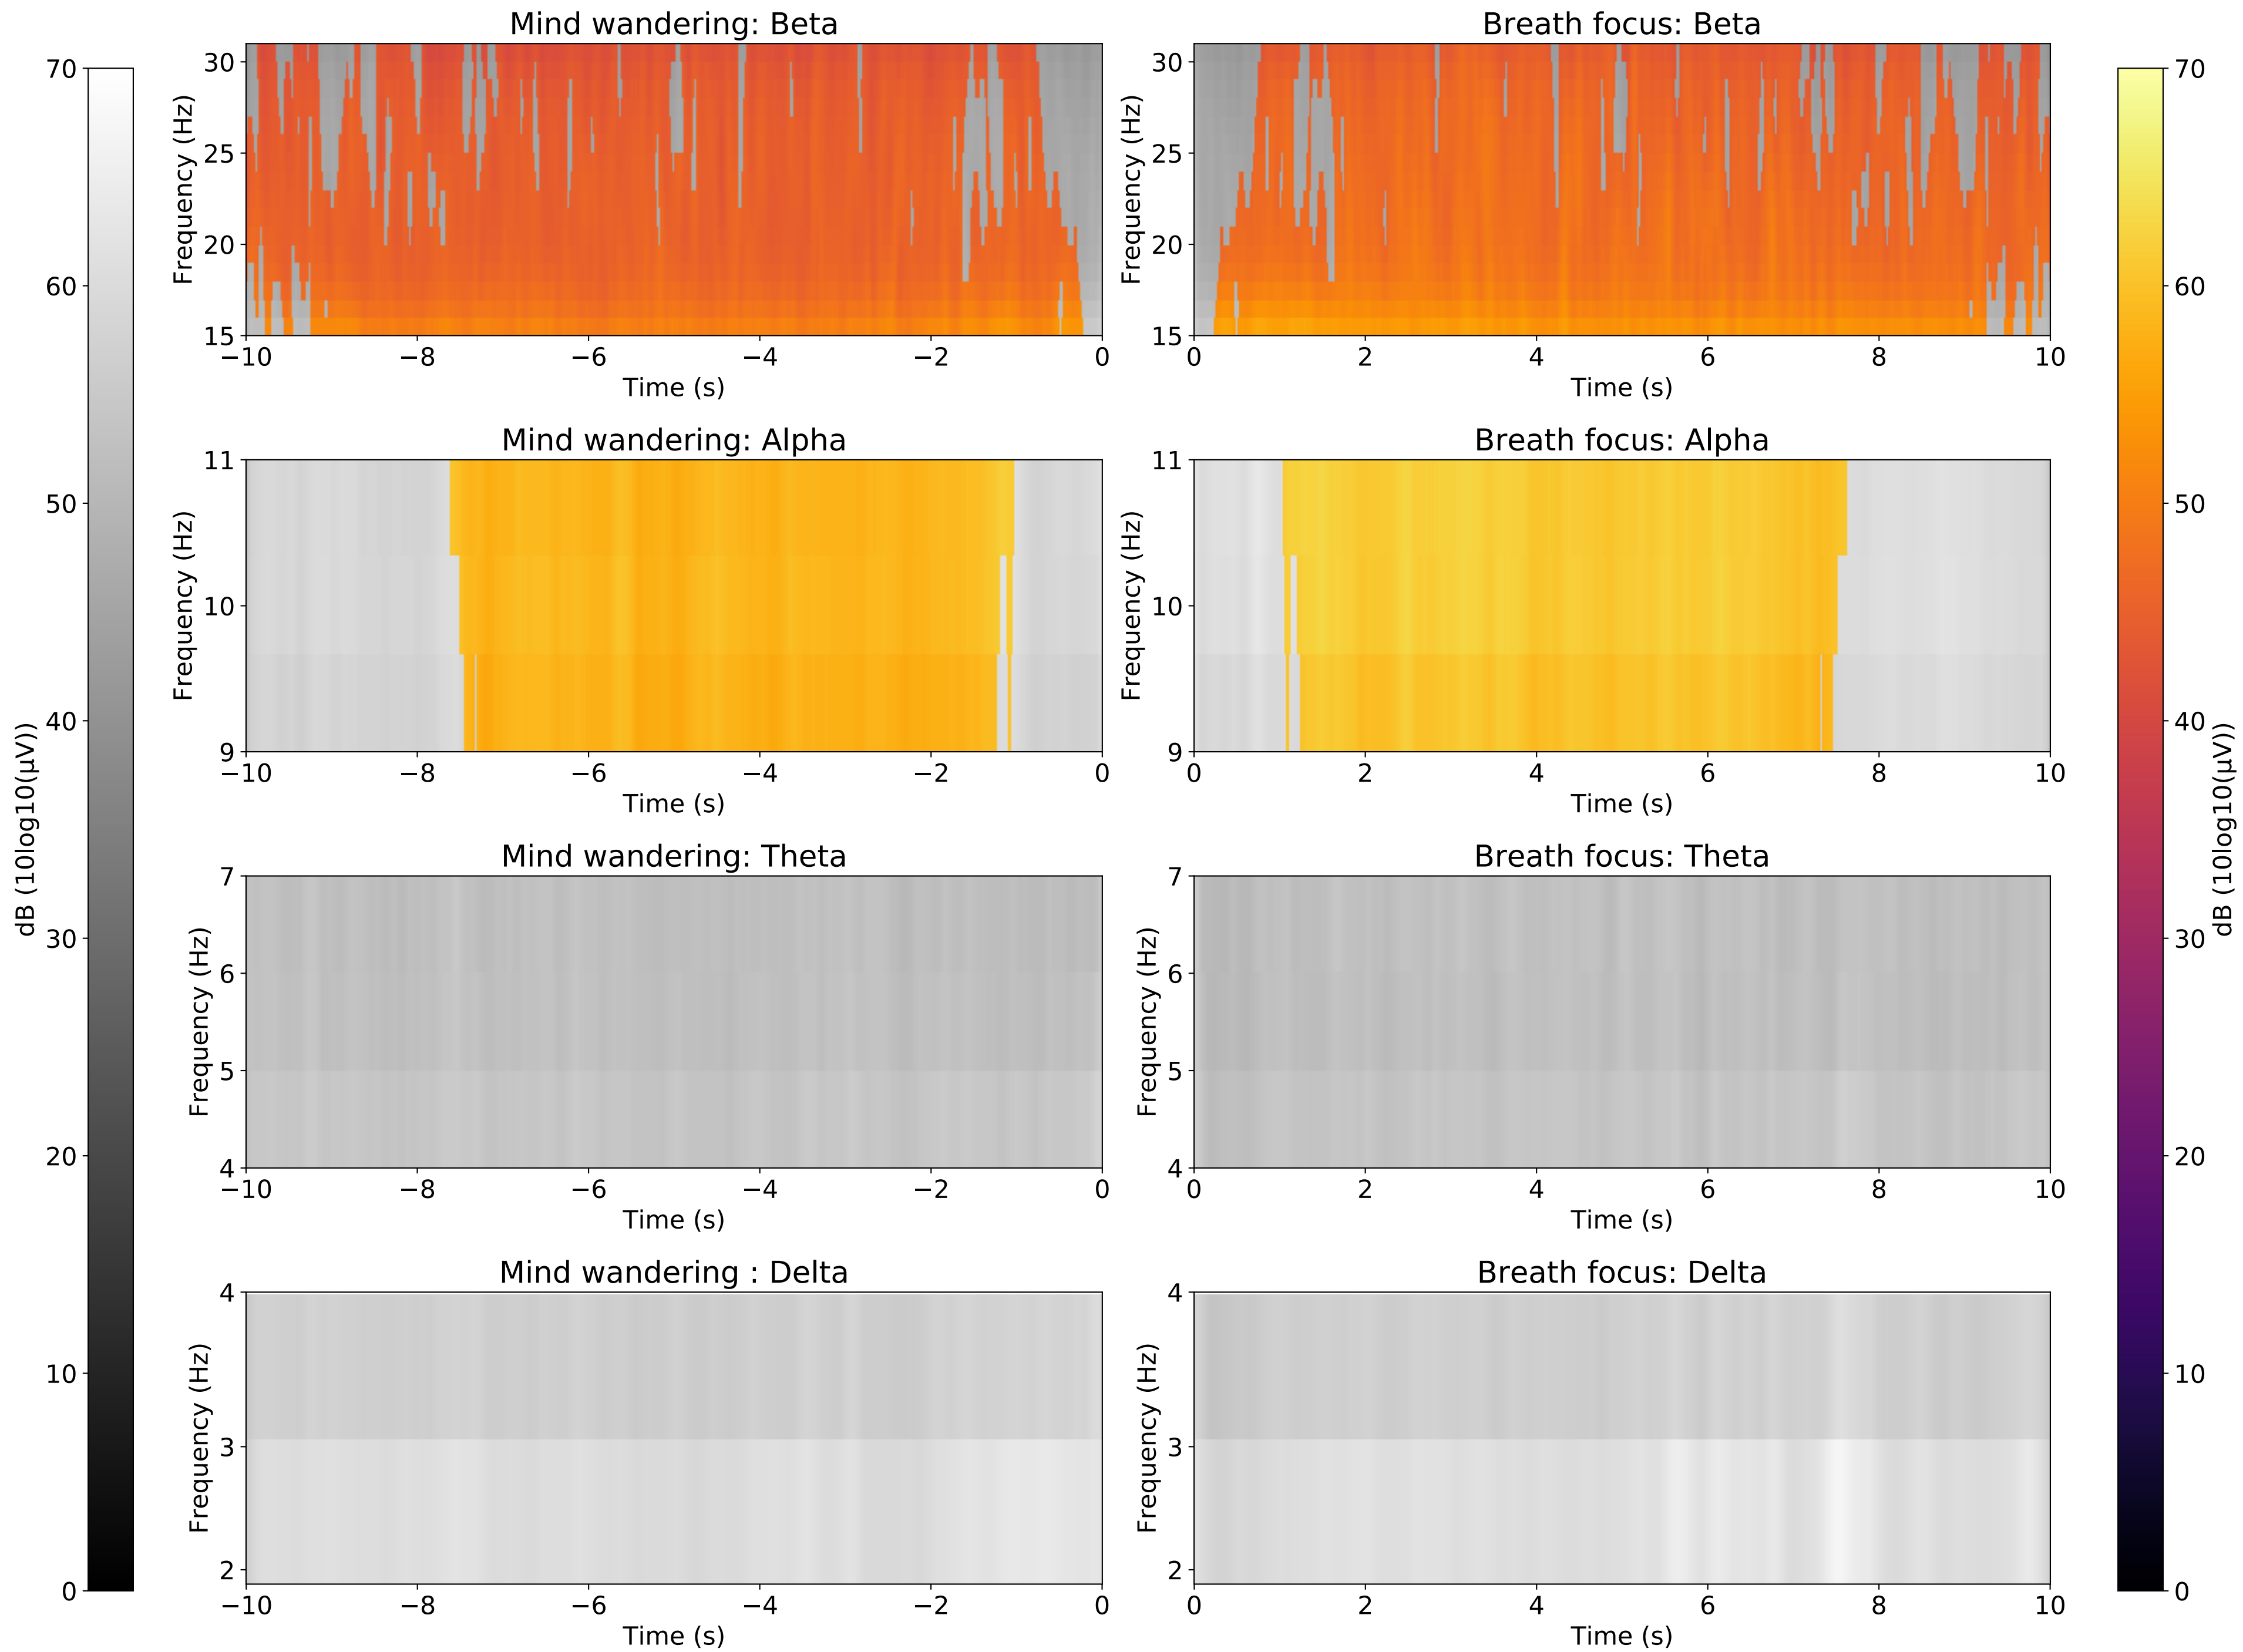 70
60
50
40
30
20
10
0
dB (10log10(µV))
Mind wandering: Beta
30
25
20
15
Frequency (Hz)
−10 −8 −6 −4 −2 0
Time (s)
Breath focus: Beta
30
25
20
15
Frequency (Hz)
0 2 4 6 8 10
Time (s)
Mind wandering: Alpha
11
10
9
Frequency (Hz)
−10 −8 −6 −4 −2 0
Time (s)
Breath focus: Alpha
11
10
9
Frequency (Hz)
0 2 4 6 8 10
Time (s)
Mind wandering: Theta
7
6
5
4
Frequency (Hz)
−10 −8 −6 −4 −2 0
Time (s)
Breath focus: Theta
7
6
5
4
Frequency (Hz)
0 2 4 6 8 10
Time (s)
Mind wandering : Delta
4
3
2
Frequency (Hz)
−10 −8 −6 −4 −2 0
Time (s)
Breath focus: Delta
4
3
2
Frequency (Hz)
0 2 4 6 8 10
Time (s)
70
60
50
40
30
20
10
0
dB (10log10(µV))